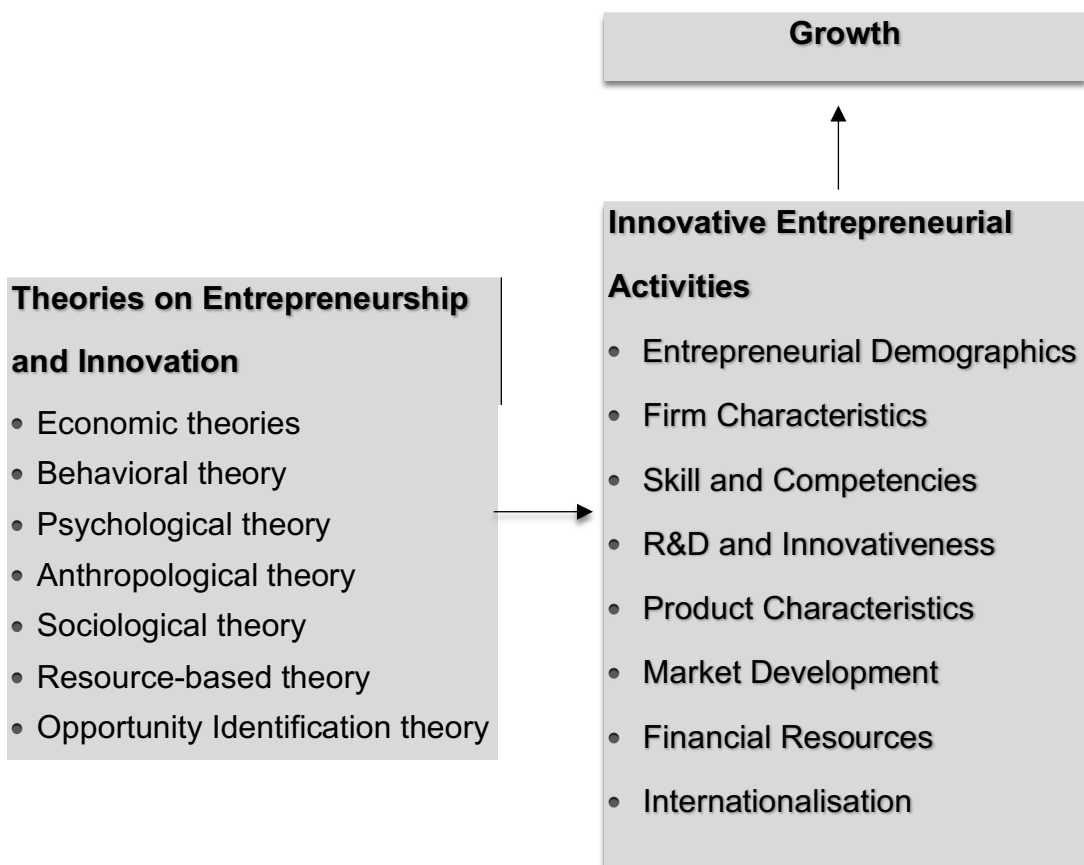 Growth
Theories on Entrepreneurship
and Innovation
• Economic theories
• Behavioral theory
• Psychological theory
• Anthropological theory
• Sociological theory
• Resource-based theory
• Opportunity Identification theory
Innovative Entrepreneurial
Activities
• Entrepreneurial Demographics
• Firm Characteristics
• Skill and Competencies
• R&D and Innovativeness
• Product Characteristics
• Market Development
• Financial Resources
• Internationalisation